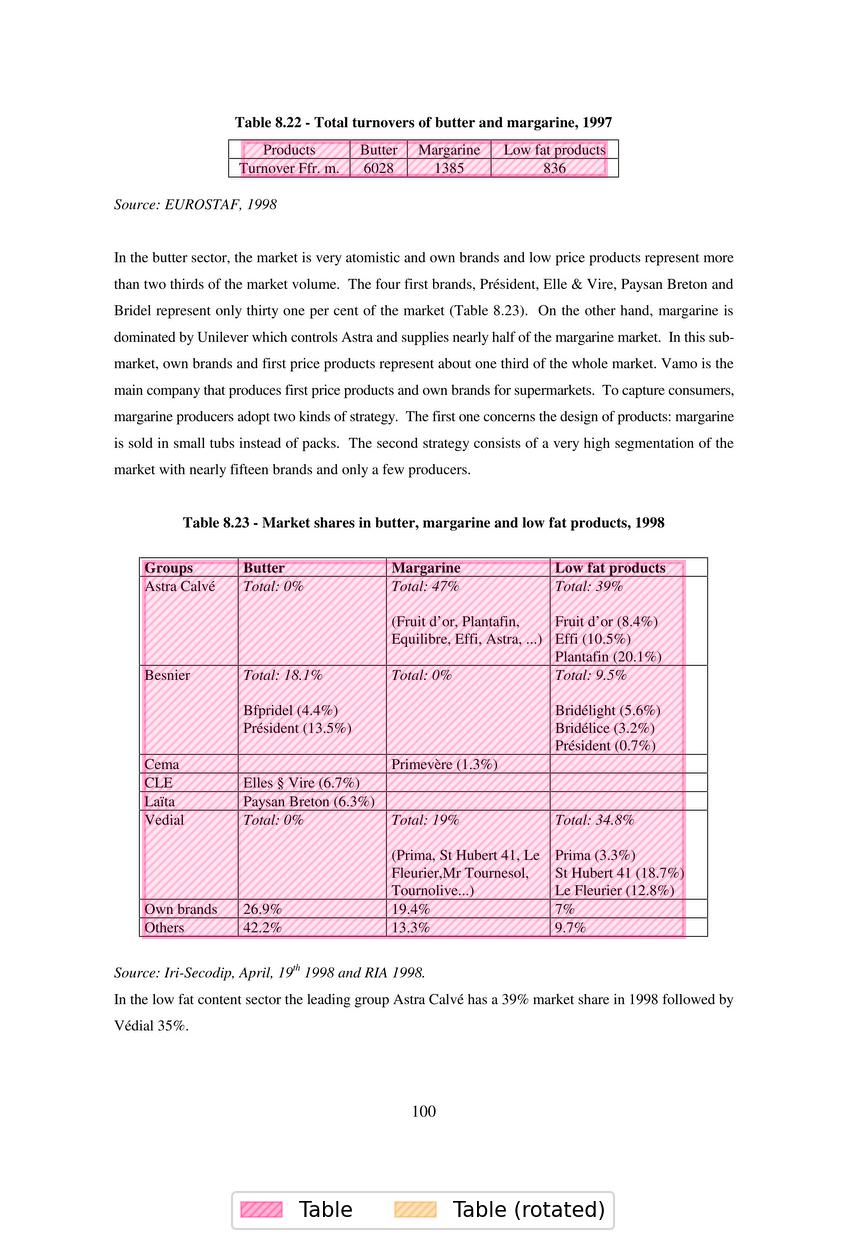 Table 8.22 - Total turnovers of butter and margarine, 1997
Products Butter Margarine Low fat products
Turnover Ffr. m. 6028 1385 836
Source: EUROSTAF, 1998
In the butter sector, the market is very atomistic and own brands and low price products represent more
than two thirds of the market volume.  The four first brands, Président, Elle & Vire, Paysan Breton and
Bridel represent only thirty one per cent of the market (Table 8.23).  On the other hand, margarine is
dominated by Unilever which controls Astra and supplies nearly half of the margarine market.  In this sub-
market, own brands and first price products represent about one third of the whole market. Vamo is the
main company that produces first price products and own brands for supermarkets.  To capture consumers,
margarine producers adopt two kinds of strategy.  The first one concerns the design of products: margarine
is sold in small tubs instead of packs.  The second strategy consists of a very high segmentation of the
market with nearly fifteen brands and only a few producers.
Table 8.23 - Market shares in butter, margarine and low fat products, 1998
Groups Butter Margarine Low fat products
Astra Calvé Total: 0% Total: 47% Total: 39%
(Fruit d’or, Plantafin, Fruit d’or (8.4%)
Equilibre, Effi, Astra, ...) Effi (10.5%)
Plantafin (20.1%)
Besnier Total: 18.1% Total: 0% Total: 9.5%
Bfpridel (4.4%) Bridélight (5.6%)
Président (13.5%) Bridélice (3.2%)
Président (0.7%)
Cema Primevère (1.3%)
CLE Elles § Vire (6.7%)
Laïta Paysan Breton (6.3%)
Vedial Total: 0% Total: 19% Total: 34.8%
(Prima, St Hubert 41, Le Prima (3.3%)
Fleurier,Mr Tournesol, St Hubert 41 (18.7%)
Tournolive...) Le Fleurier (12.8%)
Own brands 26.9% 19.4% 7%
Others 42.2% 13.3% 9.7%
Source: Iri-Secodip, April, 19th 1998 and RIA 1998.
In the low fat content sector the leading group Astra Calvé has a 39% market share in 1998 followed by
Védial 35%.
100
Table Table (rotated)